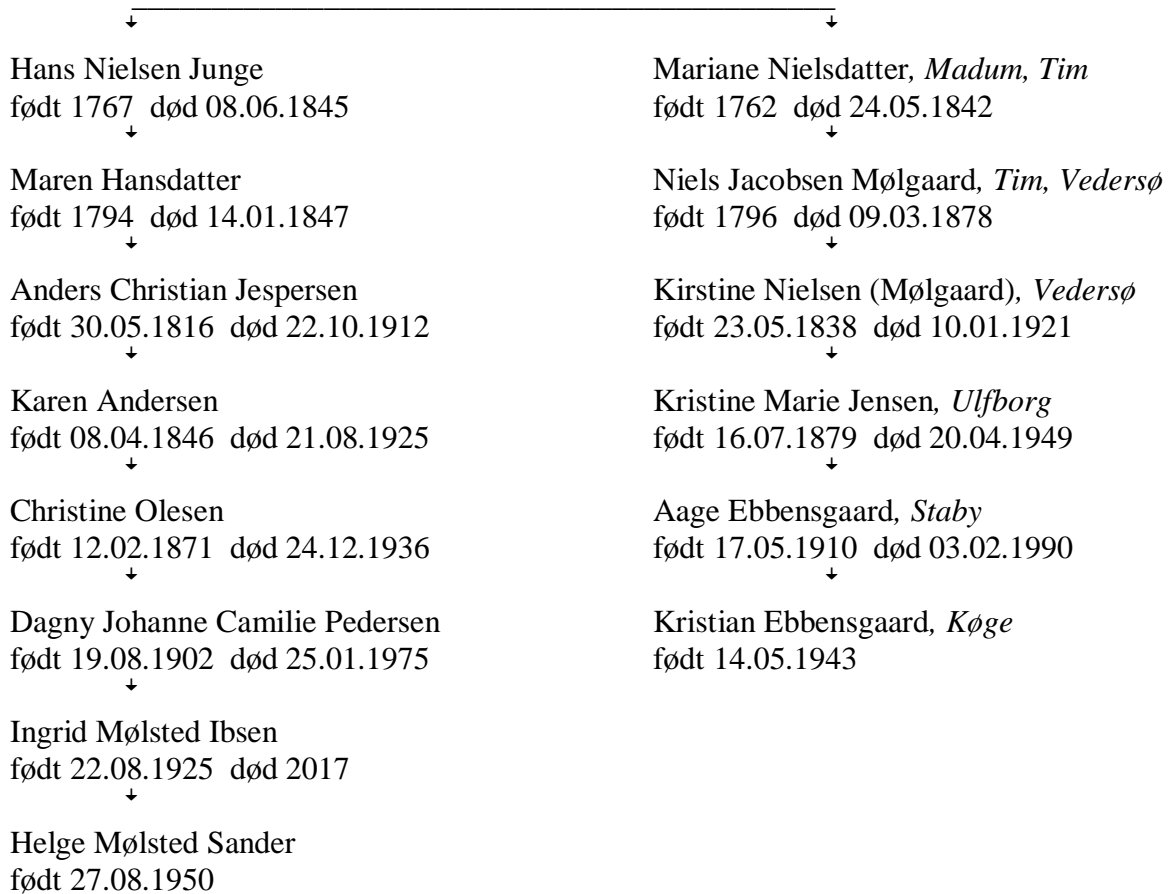 Hans Nielsen Junge
født 1767 død 08.06.1845
Maren Hansdatter
født 1794 død 14.01.1847
Anders Christian Jespersen
født 30.05.1816 død 22.10.1912
Karen Andersen
født 08.04.1846 død 21.08.1925
Christine Olesen
født 12.02.1871 død 24.12.1936
Dagny Johanne Camilie Pedersen
født 19.08.1902 død 25.01.1975
Ingrid Mølsted Ibsen
født 22.08.1925 død 2017
Helge Mølsted Sander
født 27.08.1950
Mariane Nielsdatter, Madum, Tim
født 1762 død 24.05.1842
Niels Jacobsen Mølgaard, Tim, Vedersø
født 1796 død 09.03.1878
Kirstine Nielsen (Mølgaard), Vedersø
født 23.05.1838 død 10.01.1921
Kristine Marie Jensen, Ulfborg
født 16.07.1879 død 20.04.1949
Aage Ebbensgaard, Staby
født 17.05.1910 død 03.02.1990
Kristian Ebbensgaard, Køge
født 14.05.1943